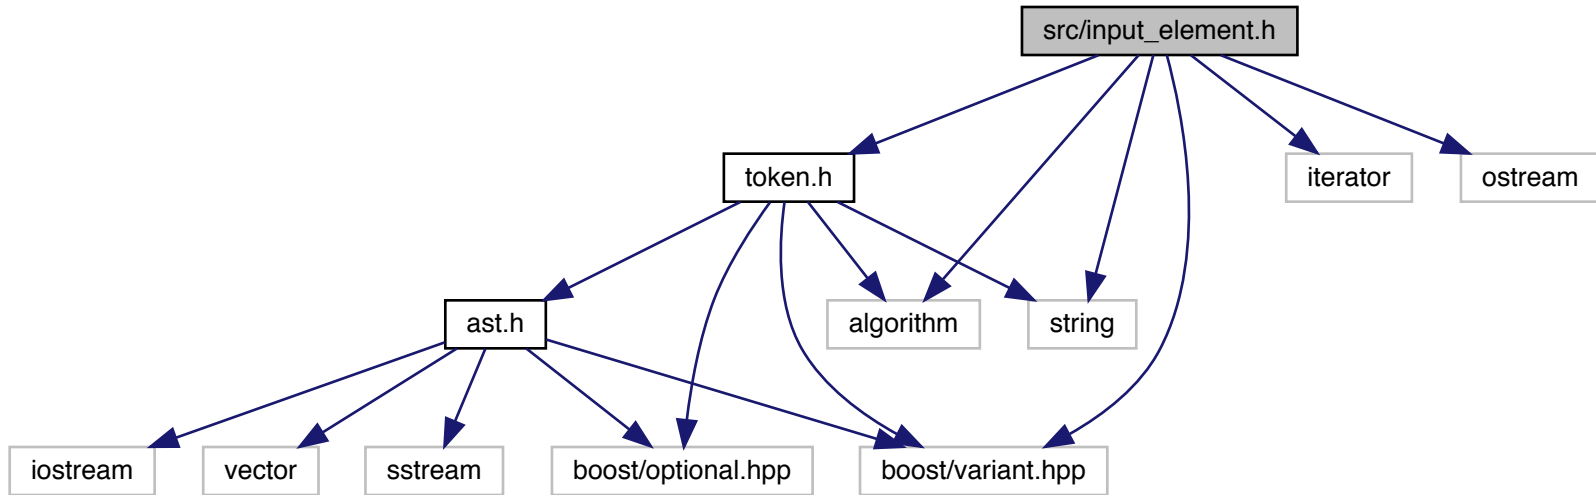 src/input_element.h
token.h
iterator
ostream
ast.h
algorithm
string
iostream
vector
sstream
boost/optional.hpp
boost/variant.hpp